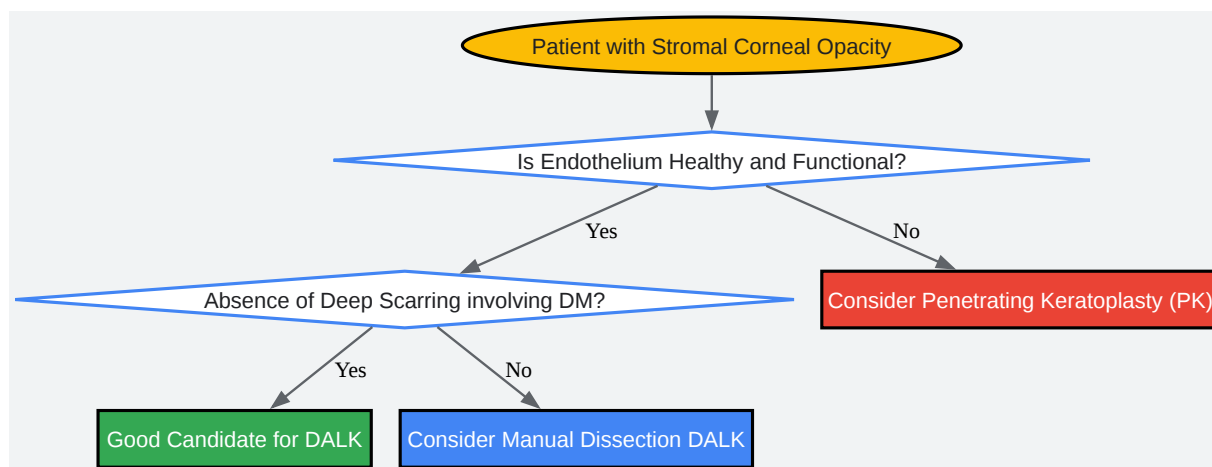 Patient with Stromal Corneal Opacity
Is Endothelium Healthy and Functional?
Yes
No
Absence of Deep Scarring involving DM?
Consider Penetrating Keratoplasty (PK)
Yes
No
Good Candidate for DALK
Consider Manual Dissection DALK